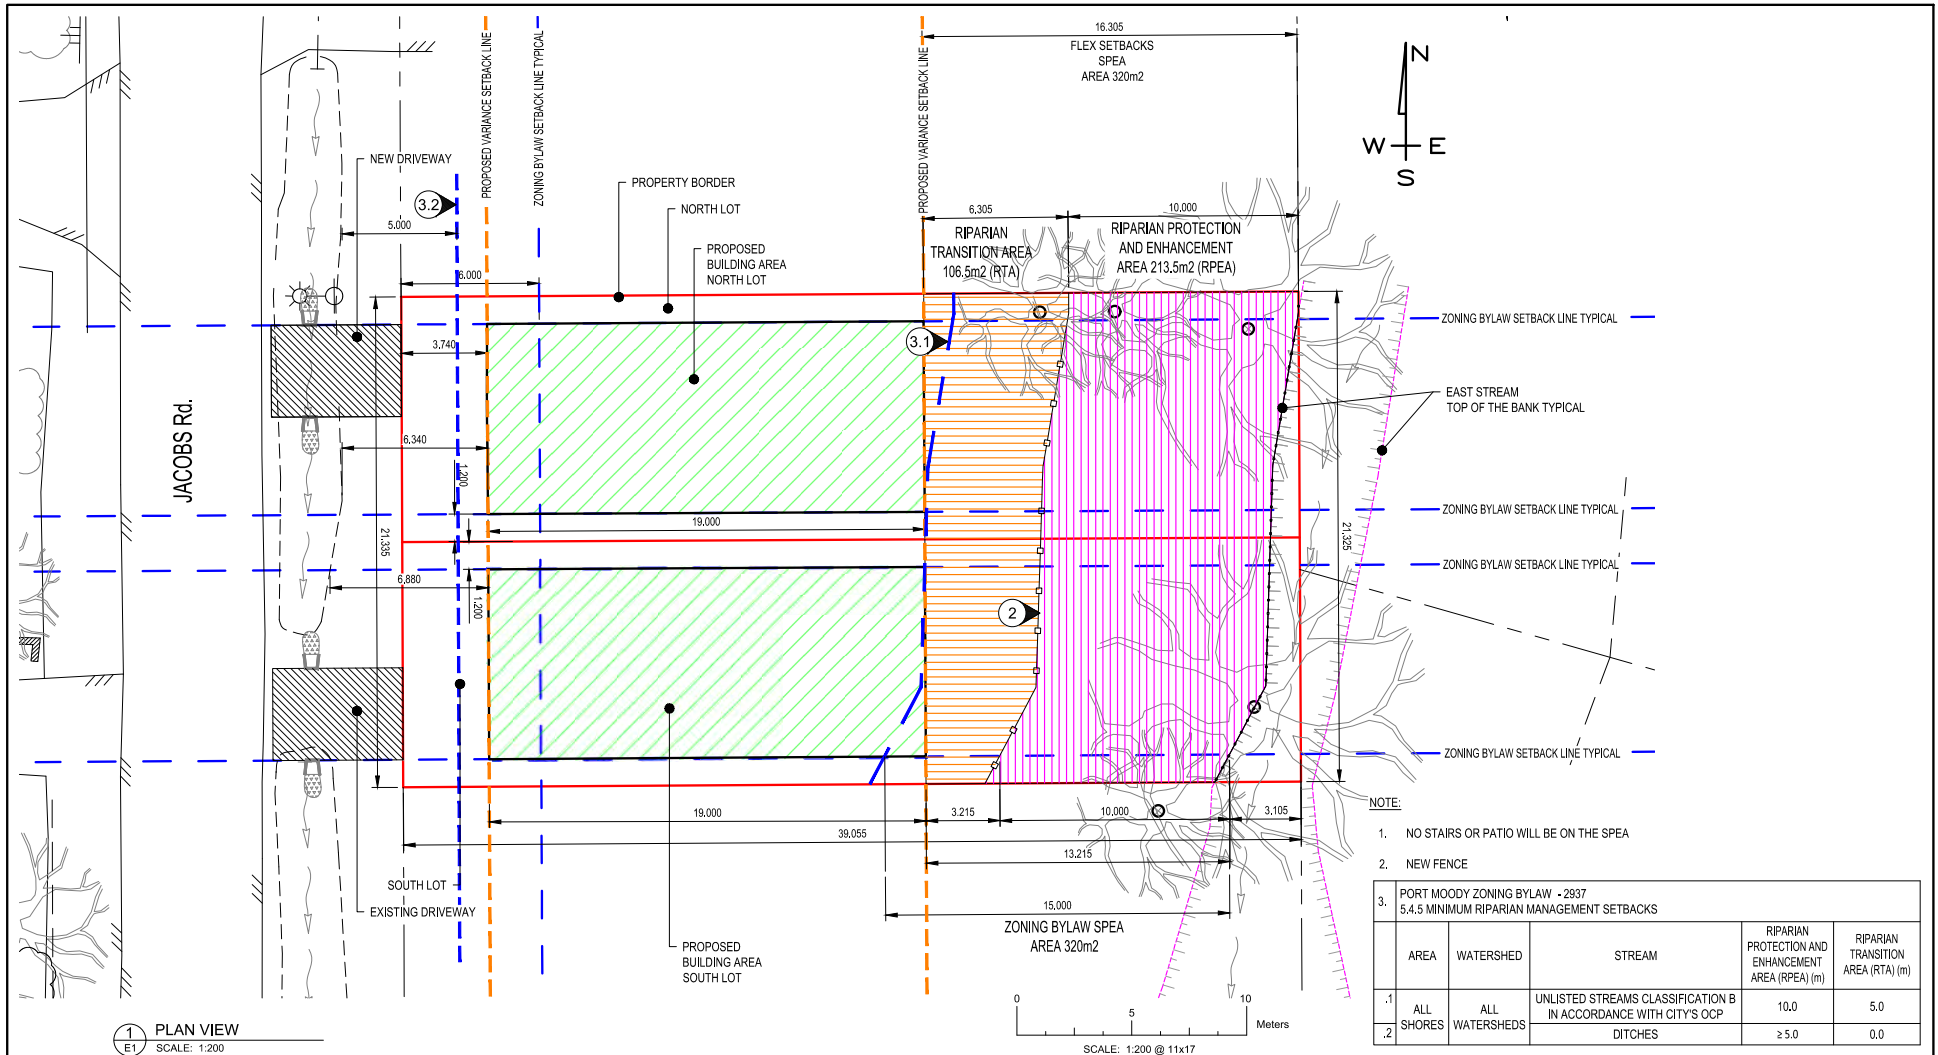 16.305
FLEX SETBACKS
SPEA
AREA 320m2
PROPOSED VARIANCE SETBACK LINE
ZONING BYLAW SETBACK LINE TYPICAL
PROPOSED VARIANCE SETBACK LINE
N
W
E
S
NEW DRIVEWAY
3.2
5.000
PROPERTY BORDER
NORTH LOT
PROPOSED
BUILDING AREA
NORTH LOT
6.000
6,305
10,000
RIPARIAN
TRANSITION AREA
106.5m2 (RTA)
RIPARIAN PROTECTION
AND ENHANCEMENT
AREA 213.5m2 (RPEA)
3.740
3.1
ZONING BYLAW SETBACK LINE TYPICAL
EAST STREAM
TOP OF THE BANK TYPICAL
JACOBS Rd.
6,340
1.200
19.000
21.335
21.325
ZONING BYLAW SETBACK LINE TYPICAL
ZONING BYLAW SETBACK LINE TYPICAL
6,880
1.200
2
ZONING BYLAW SETBACK LINE TYPICAL
19.000
3.215
10,000
3,105
39.055
13.215
SOUTH LOT
EXISTING DRIVEWAY
15,000
ZONING BYLAW SPEA
AREA 320m2
PROPOSED
BUILDING AREA
SOUTH LOT
NOTE:
1. NO STAIRS OR PATIO WILL BE ON THE SPEA
2. NEW FENCE
3. PORT MOODY ZONING BYLAW - 2937
5.4.5 MINIMUM RIPARIAN MANAGEMENT SETBACKS
AREA
WATERSHED
STREAM
RIPARIAN
PROTECTION AND
ENHANCEMENT
AREA (RPEA) (m)
RIPARIAN
TRANSITION
AREA (RTA) (m)
.1
ALL
SHORES
ALL
WATERSHEDS
UNLISTED STREAMS CLASSIFICATION B
IN ACCORDANCE WITH CITY'S OCP
10.0
5.0
.2
DITCHES
≥ 5.0
0.0
0
5
10
Meters
SCALE: 1:200 @ 11x17
1
E1
PLAN VIEW
SCALE: 1:200